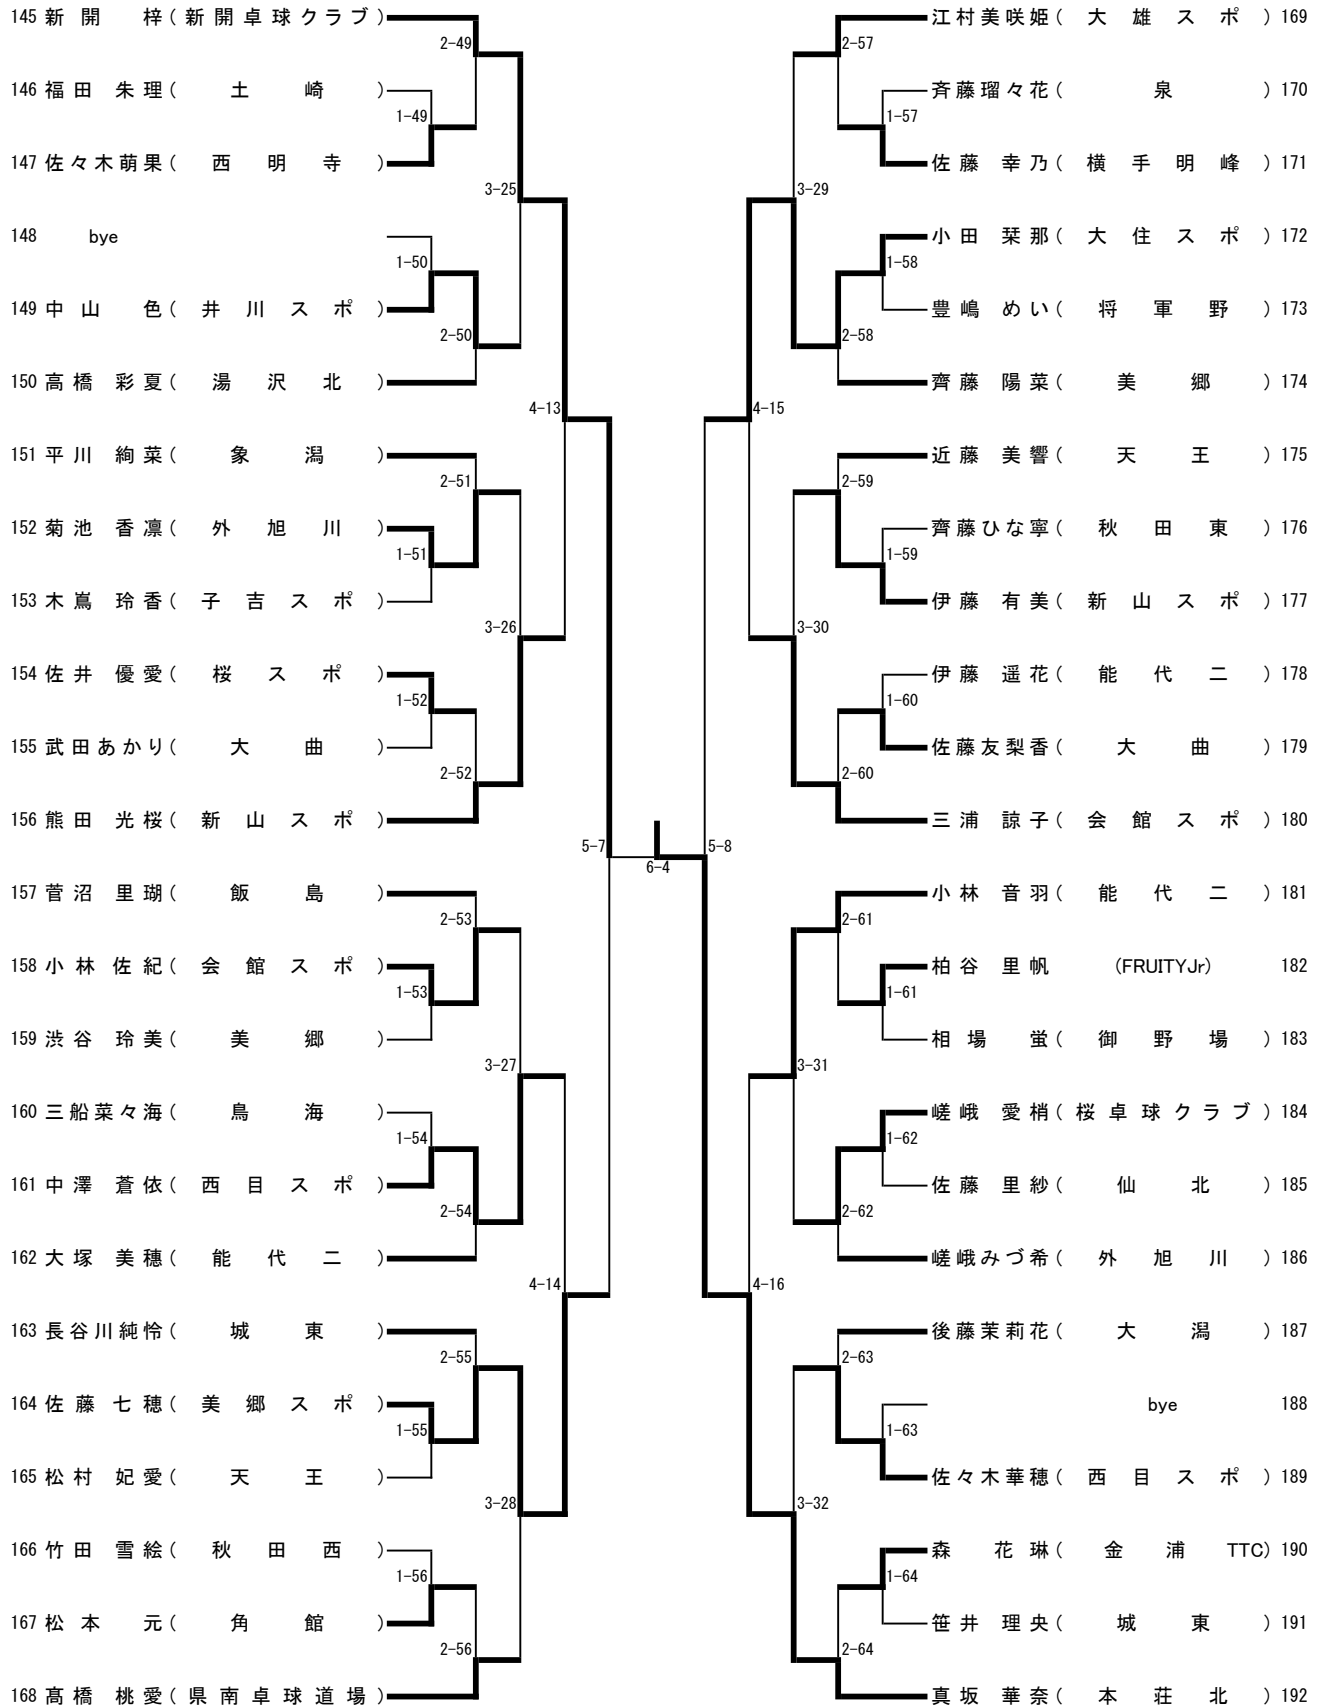 145 新開 梓(新開卓球クラブ)
2-49
146 福田 朱理(土崎)
1-49
147 佐々木萌果(西明寺)
3-25
148 bye
1-50
149 中山 色(井川スポ)
2-50
150 高橋 彩夏(湯沢北)
4-13
151 平川 絢菜(象潟)
2-51
152 菊池 香凛(外旭川)
1-51
153 木嶌 玲香(子吉スポ)
3-26
154 佐井 優愛(桜スポ)
1-52
155 武田あかり(大曲)
2-52
156 熊田 光桜(新山スポ)
5-7
157 菅沼 里瑚(飯島)
2-53
158 小林 佐紀(会館スポ)
1-53
159 渋谷 玲美(美郷)
3-27
160 三船菜々海(鳥海)
1-54
161 中澤 蒼依(西目スポ)
2-54
162 大塚 美穂(能代二)
4-14
163 長谷川純怜(城東)
2-55
164 佐藤 七穂(美郷スポ)
1-55
165 松村 妃愛(天王)
3-28
166 竹田 雪絵(秋田西)
1-56
167 松本 元(角館)
2-56
168 髙橋 桃愛(県南卓球道場)
6-4
江村美咲姫(大雄スポ) 169
2-57
斉藤瑠々花(泉) 170
1-57
佐藤 幸乃(横手明峰) 171
3-29
小田 栞那(大住スポ) 172
1-58
豊嶋 めい(将軍野) 173
2-58
齊藤 陽菜(美郷) 174
4-15
近藤 美響(天王) 175
2-59
齊藤ひな寧(秋田東) 176
1-59
伊藤 有美(新山スポ) 177
3-30
伊藤 遥花(能代二) 178
1-60
佐藤友梨香(大曲) 179
2-60
三浦 諒子(会館スポ) 180
5-8
小林 音羽(能代二) 181
2-61
柏谷 里帆 (FRUITYJr) 182
1-61
相場 蛍(御野場) 183
3-31
嵯峨 愛梢(桜卓球クラブ) 184
1-62
佐藤 里紗(仙北) 185
2-62
嵯峨みづ希(外旭川) 186
4-16
後藤茉莉花(大潟) 187
2-63
bye 188
1-63
佐々木華穂(西目スポ) 189
3-32
森 花琳(金浦TTC) 190
1-64
笹井 理央(城東) 191
2-64
真坂 華奈(本荘北) 192